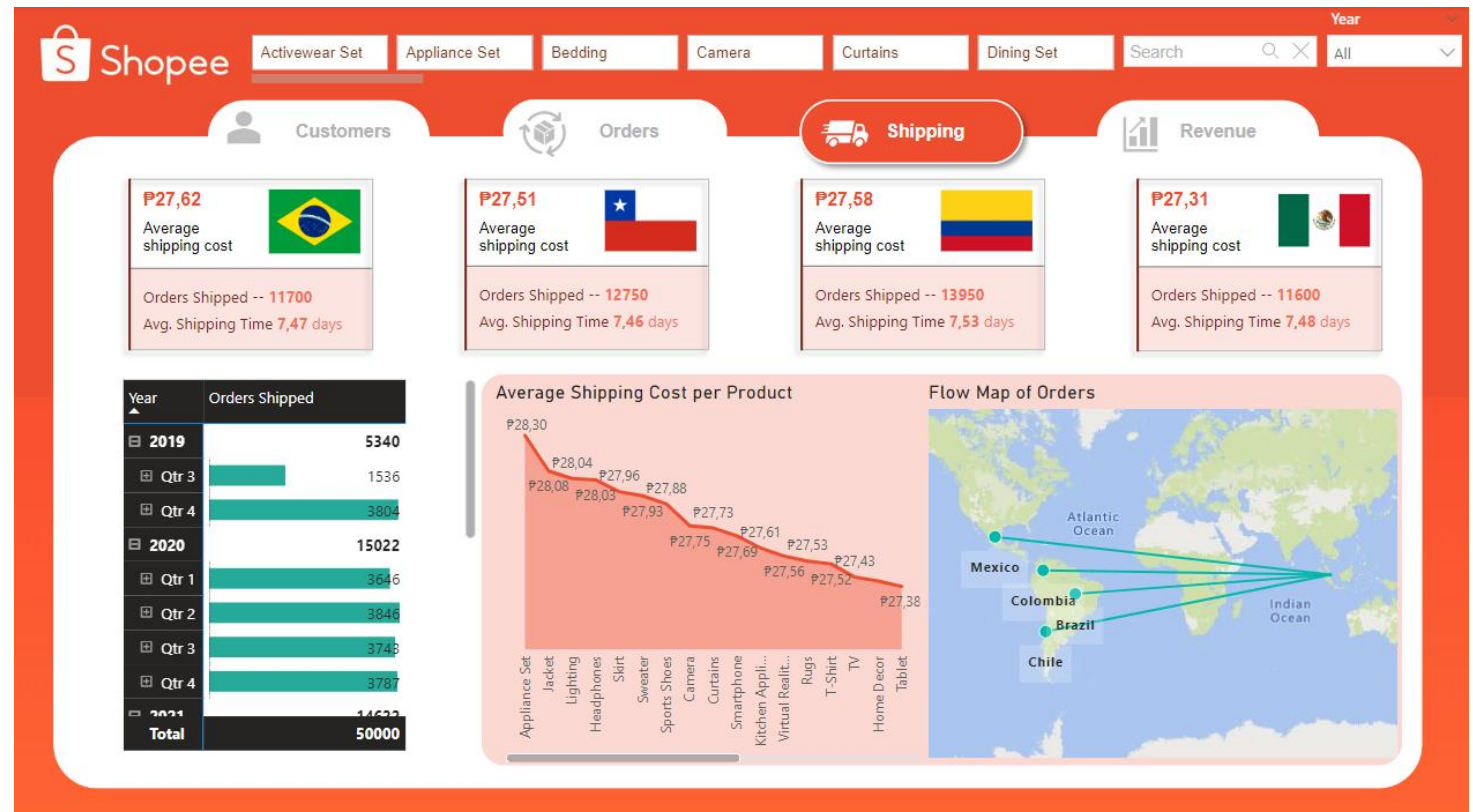 Year
S Shopee
Activewear Set
Appliance Set
Bedding
Camera
Curtains
Dining Set
Search
All
Customers
Orders
Shipping
Revenue
₱27,62
Average
shipping cost
Orders Shipped -- 11700
Avg. Shipping Time 7,47 days
₱27,51
Average
shipping cost
Orders Shipped -- 12750
Avg. Shipping Time 7,46 days
₱27,58
Average
shipping cost
Orders Shipped -- 13950
Avg. Shipping Time 7,53 days
₱27,31
Average
shipping cost
Orders Shipped -- 11600
Avg. Shipping Time 7,48 days
Year Orders Shipped
2019 5340
Qtr 3 1536
Qtr 4 3804
2020 15022
Qtr 1 3646
Qtr 2 3846
Qtr 3 3743
Qtr 4 3787
2021
Total 50000
Average Shipping Cost per Product
₱28,30
₱28,08
₱28,04
₱28,03
₱27,96
₱27,93
₱27,88
₱27,75
₱27,73
₱27,69
₱27,61
₱27,56
₱27,53
₱27,52
₱27,43
₱27,38
Appliance Set
Jacket
Lighting
Headphones
Skirt
Sweater
Sports Shoes
Camera
Curtains
Smartphone
Kitchen Appli...
Virtual Realit...
Rugs
T-Shirt
TV
Home Decor
Tablet
Flow Map of Orders
Atlantic
Ocean
Mexico
Colombia
Brazil
Chile
Indian
Ocean